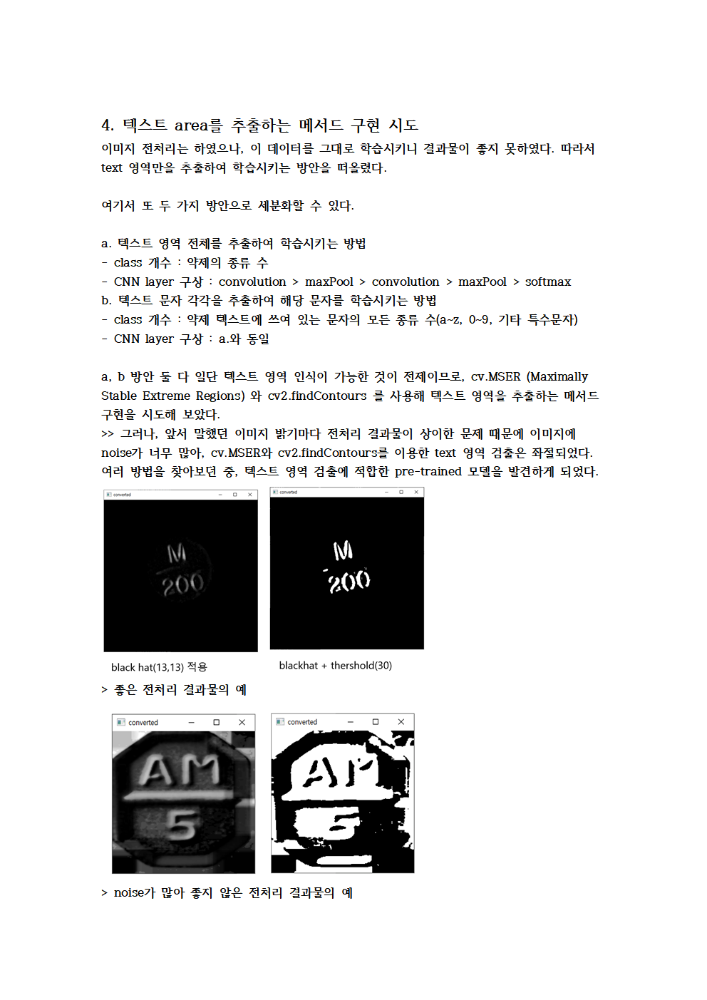 4. 텍스트 area를 추출하는 메서드 구현 시도
이미지 전처리는 하였으나, 이 데이터를 그대로 학습시키니 결과물이 좋지 못하였다. 따라서
text 영역만을 추출하여 학습시키는 방안을 떠올렸다.
여기서 또 두 가지 방안으로 세분화할 수 있다.
a. 텍스트 영역 전체를 추출하여 학습시키는 방법
- class 개수 : 약제의 종류 수
- CNN layer 구상 : convolution > maxPool > convolution > maxPool > softmax
b. 텍스트 문자 각각을 추출하여 해당 문자를 학습시키는 방법
- class 개수 : 약제 텍스트에 쓰여 있는 문자의 모든 종류 수(a~z, 0~9, 기타 특수문자)
- CNN layer 구상 : a.와 동일
a, b 방안 둘 다 일단 텍스트 영역 인식이 가능한 것이 전제이므로, cv.MSER (Maximally
Stable Extreme Regions) 와 cv2.findContours 를 사용해 텍스트 영역을 추출하는 메서드
구현을 시도해 보았다.
>> 그러나, 앞서 말했던 이미지 밝기마다 전처리 결과물이 상이한 문제 때문에 이미지에
noise가 너무 많아, cv.MSER와 cv2.findContours를 이용한 text 영역 검출은 좌절되었다.
여러 방법을 찾아보던 중, 텍스트 영역 검출에 적합한 pre-trained 모델을 발견하게 되었다.
converted
converted
M
200
M
200
black hat(13,13) 적용
blackhat + thershold(30)
> 좋은 전처리 결과물의 예
converted
converted
AM
5
AM
5
> noise가 많아 좋지 않은 전처리 결과물의 예